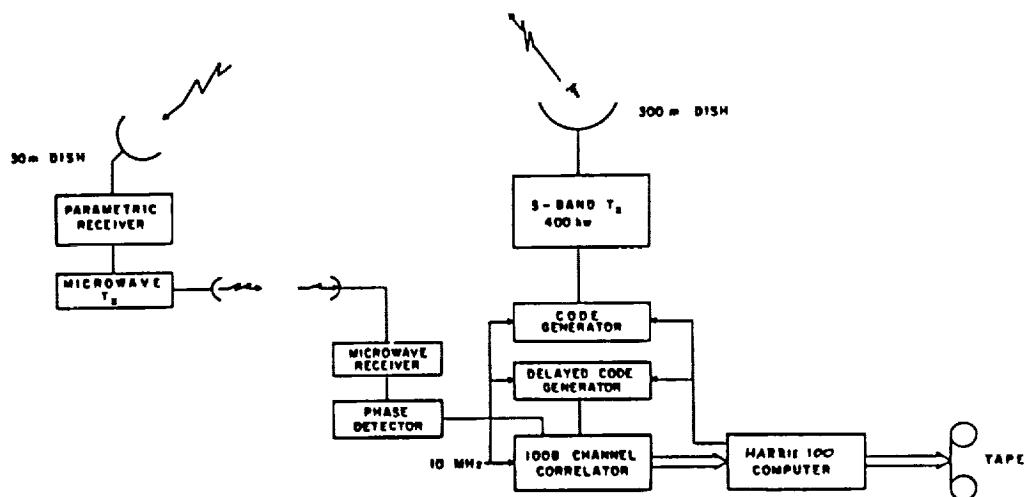 30m DISH
300 m DISH
PARAMETRIC
RECEIVER
S-BAND Tx
400 kw
MICROWAVE
Tx
CODE
GENERATOR
MICROWAVE
RECEIVER
DELAYED CODE
GENERATOR
PHASE
DETECTOR
10 MHz
1008 CHANNEL
CORRELATOR
HARRIS 100
COMPUTER
TAPE